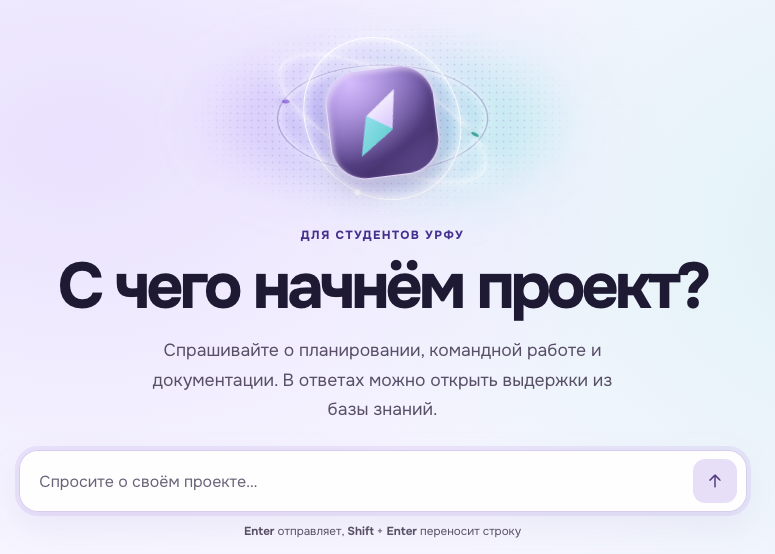 ДЛЯ СТУДЕНТОВ УРФУ
С чего начнём проект?
Спрашивайте о планировании, командной работе и
документации. В ответах можно открыть выдержки из
базы знаний.
Спросите о своём проекте...
Enter отправляет, Shift + Enter переносит строку